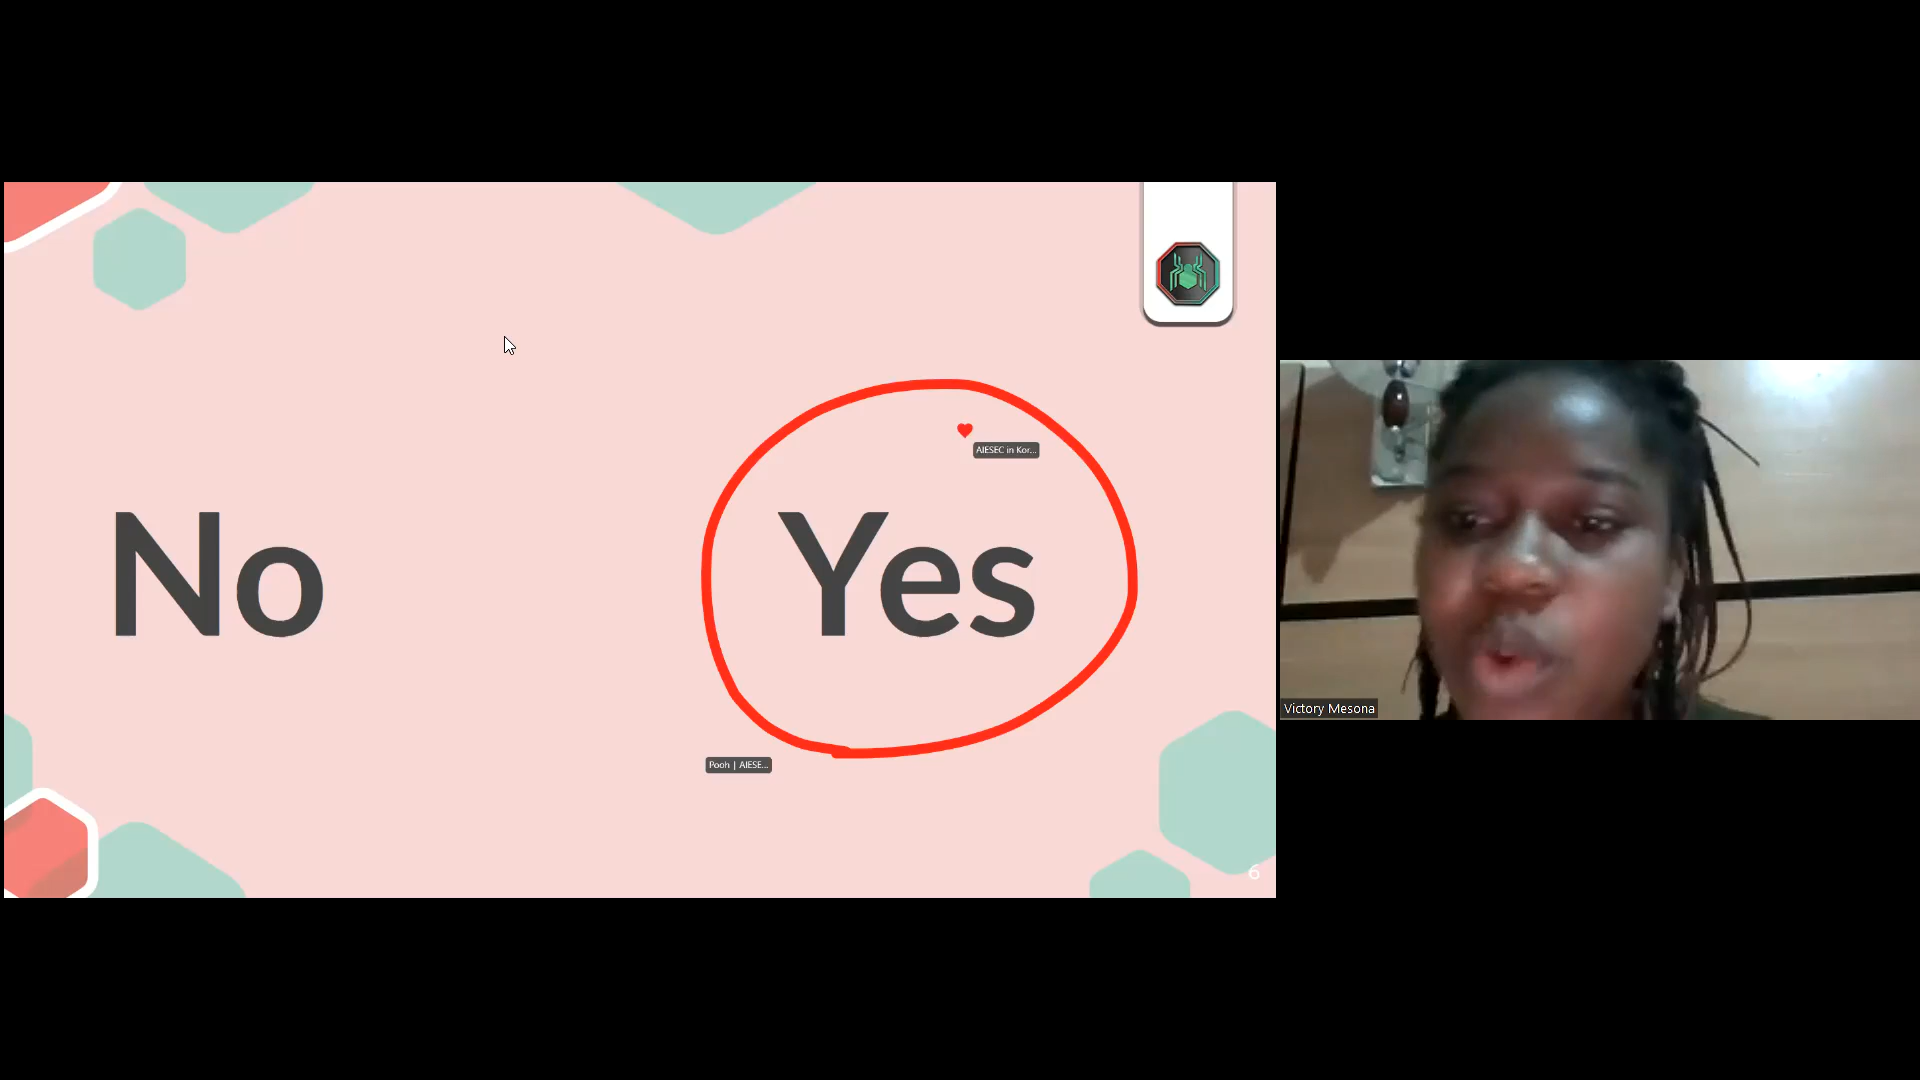 AIESEC in Kor...
No
Yes
Victory Mesona
Pooh | AIESE...
6